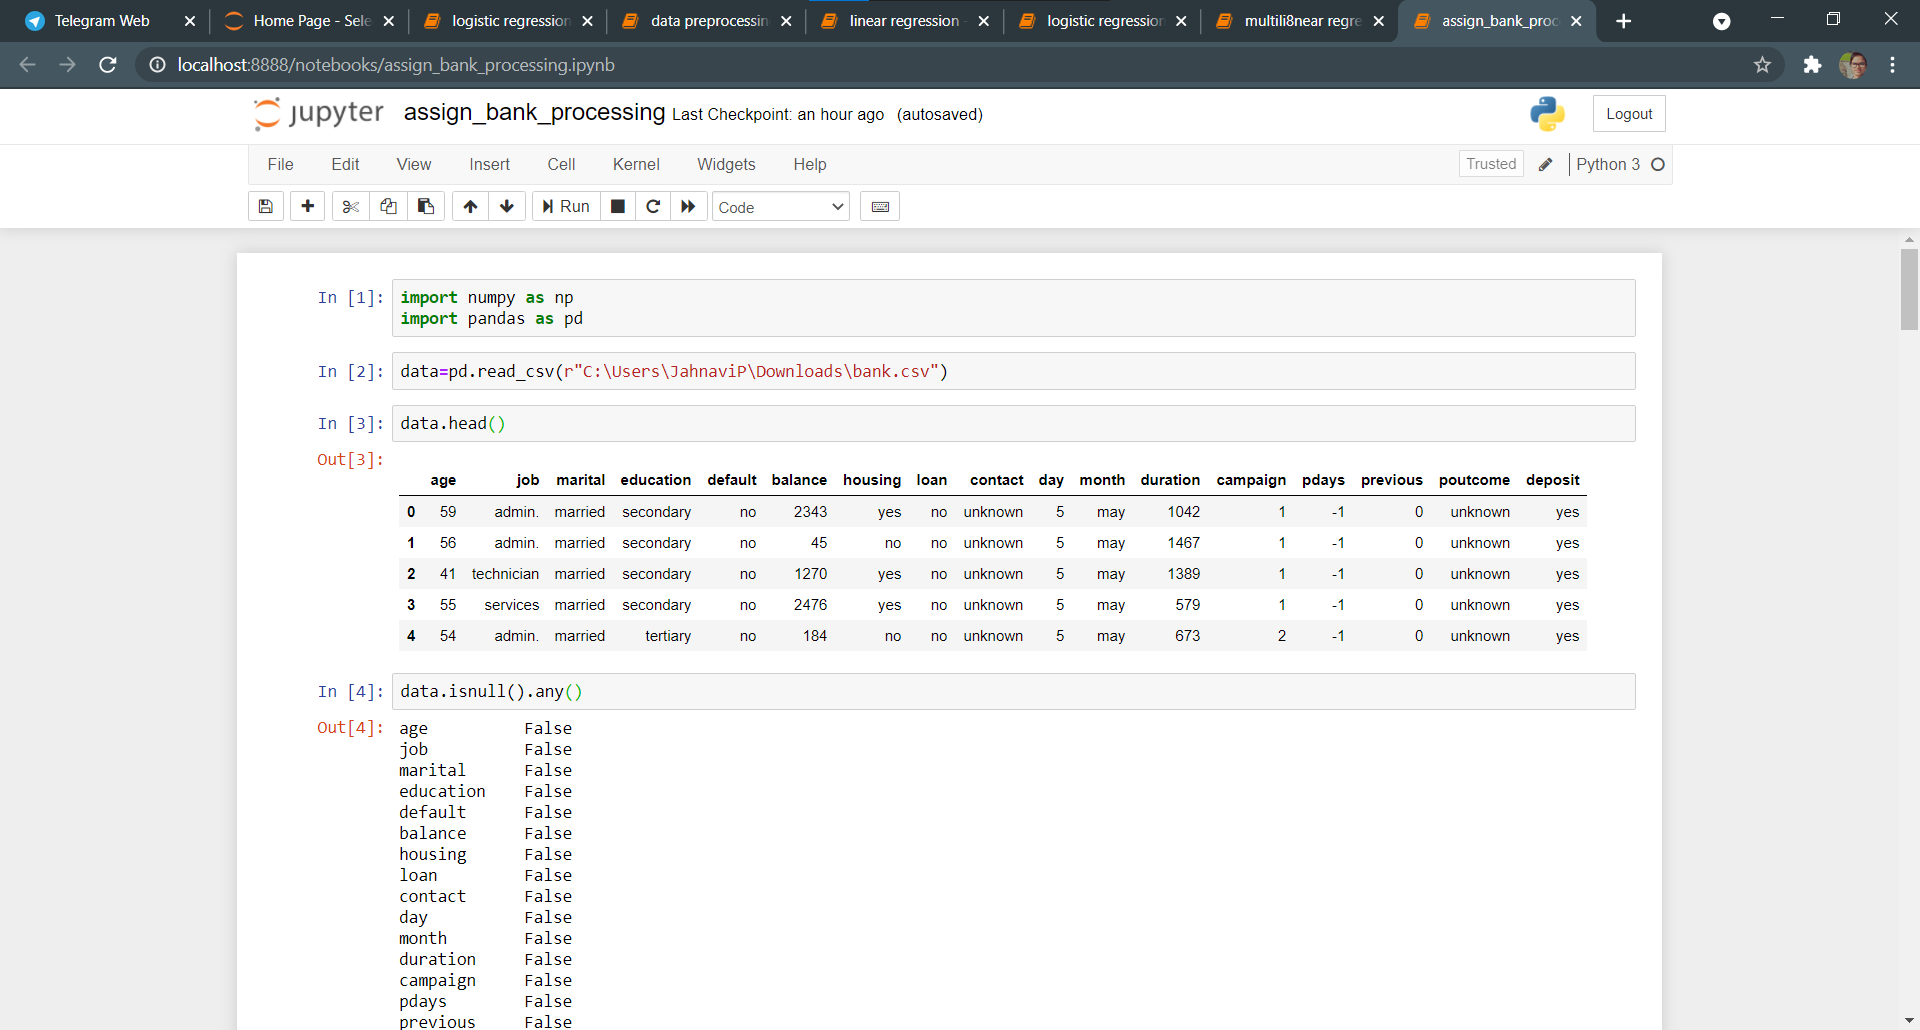 Telegram Web
Home Page - Sele
logistic regression
data preprocessin
linear regression -
logistic regression
multili8near regre
assign_bank_proc
localhost:8888/notebooks/assign_bank_processing.ipynb
jupyter assign_bank_processing Last Checkpoint: an hour ago (autosaved)
Logout
File Edit View Insert Cell Kernel Widgets Help
Trusted Python 3
Run Code
In [1]: import numpy as np
import pandas as pd
In [2]: data=pd.read_csv(r"C:\Users\JahnaviP\Downloads\bank.csv")
In [3]: data.head()
Out[3]:
age job marital education default balance housing loan contact day month duration campaign pdays previous poutcome deposit
0 59 admin. married secondary no 2343 yes no unknown 5 may 1042 1 -1 0 unknown yes
1 56 admin. married secondary no 45 no no unknown 5 may 1467 1 -1 0 unknown yes
2 41 technician married secondary no 1270 yes no unknown 5 may 1389 1 -1 0 unknown yes
3 55 services married secondary no 2476 yes no unknown 5 may 579 1 -1 0 unknown yes
4 54 admin. married tertiary no 184 no no unknown 5 may 673 2 -1 0 unknown yes
In [4]: data.isnull().any()
Out[4]: age False
job False
marital False
education False
default False
balance False
housing False
loan False
contact False
day False
month False
duration False
campaign False
pdays False
previous False